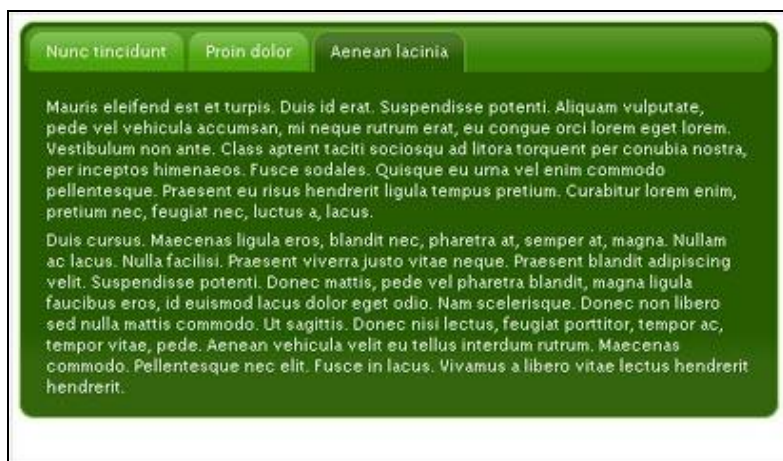 Nunc tincidunt
Proin dolor
Aenean lacinia
Mauris eleifend est et turpis. Duis id erat. Suspendisse potenti. Aliquam vulputate,
pede vel vehicula accumsan, mi neque rutrum erat, eu congue orci lorem eget lorem.
Vestibulum non ante. Class aptent taciti sociosqu ad litora torquent per conubia nostra,
per inceptos himenaeos. Fusce sodales. Quisque eu urna vel enim commodo
pellentesque. Praesent eu risus hendrerit ligula tempus pretium. Curabitur lorem enim,
pretium nec, feugiat nec, luctus a, lacus.
Duis cursus. Maecenas ligula eros, blandit nec, pharetra at, semper at, magna. Nullam
ac lacus. Nulla facilisi. Praesent viverra justo vitae neque. Praesent blandit adipiscing
velit. Suspendisse potenti. Donec mattis, pede vel pharetra blandit, magna ligula
faucibus eros, id euismod lacus dolor eget odio. Nam scelerisque. Donec non libero
sed nulla mattis commodo. Ut sagittis. Donec nisi lectus, feugiat porttitor, tempor ac,
tempor vitae, pede. Aenean vehicula velit eu tellus interdum rutrum. Maecenas
commodo. Pellentesque nec elit. Fusce in lacus. Vivamus a libero vitae lectus hendrerit
hendrerit.